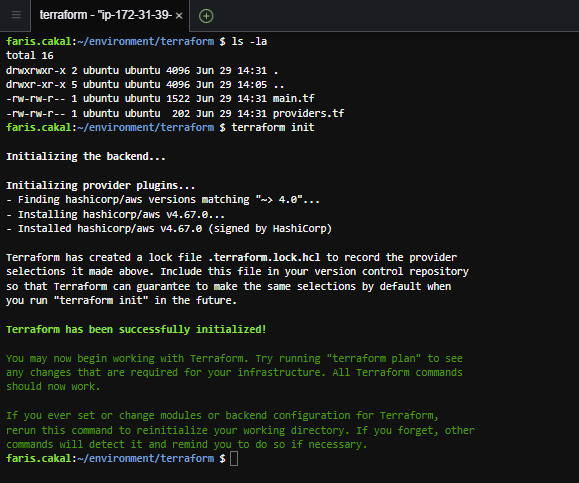 terraform - "ip-172-31-39- ×
faris.cakal:~/environment/terraform $ ls -la
total 16
drwxrwxr-x 2 ubuntu ubuntu 4096 Jun 29 14:31 .
drwxr-xr-x 5 ubuntu ubuntu 4096 Jun 29 14:05 ..
-rw-rw-r-- 1 ubuntu ubuntu 1522 Jun 29 14:31 main.tf
-rw-rw-r-- 1 ubuntu ubuntu  202 Jun 29 14:31 providers.tf
faris.cakal:~/environment/terraform $ terraform init
Initializing the backend...
Initializing provider plugins...
- Finding hashicorp/aws versions matching "~> 4.0"...
- Installing hashicorp/aws v4.67.0...
- Installed hashicorp/aws v4.67.0 (signed by HashiCorp)
Terraform has created a lock file .terraform.lock.hcl to record the provider
selections it made above. Include this file in your version control repository
so that Terraform can guarantee to make the same selections by default when
you run "terraform init" in the future.
Terraform has been successfully initialized!
You may now begin working with Terraform. Try running "terraform plan" to see
any changes that are required for your infrastructure. All Terraform commands
should now work.
If you ever set or change modules or backend configuration for Terraform,
rerun this command to reinitialize your working directory. If you forget, other
commands will detect it and remind you to do so if necessary.
faris.cakal:~/environment/terraform $